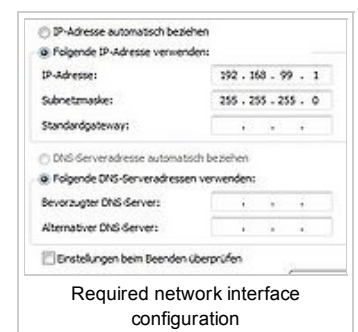 IP-Adresse automatisch beziehen
Folgende IP-Adresse verwenden:
IP-Adresse: 192 . 168 . 99 . 1
Subnetzmaske: 255 . 255 . 255 . 0
Standardgateway: . . .
DNS-Serveradresse automatisch beziehen
Folgende DNS-Serveradressen verwenden:
Bevorzugter DNS-Server: . . .
Alternativer DNS-Server: . . .
Einstellungen beim Beenden überprüfen
Required network interface
configuration